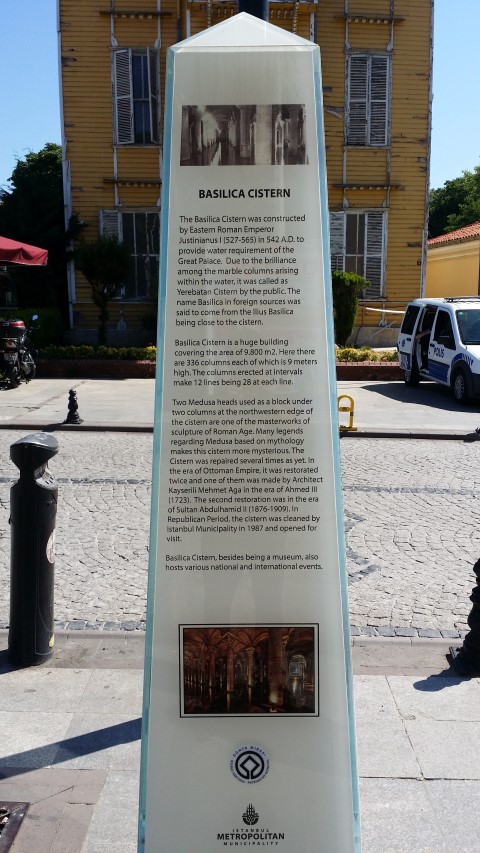 BASILICA CISTERN
The Basilica Cistern was constructed
by Eastern Roman Emperor
Justinianus I (527-565) in 542 A.D. to
provide water requirement of the
Great Palace. Due to the brilliance
among the marble columns arising
within the water, it was called as
Yerebatan Cistern by the public. The
name Basilica in foreign sources was
said to come from the Illus Basilica
being close to the cistern.
Basilica Cistern is a huge building
covering the area of 9.800 m2. Here there
are 336 columns each of which is 9 meters
high. The columns erected at intervals
make 12 lines being 28 at each line.
Two Medusa heads used as a block under
two columns at the northwestern edge of
the cistern are one of the masterworks of
sculpture of Roman Age. Many legends
regarding Medusa based on mythology
makes this cistern more mysterious. The
Cistern was repaired several times as yet. In
the era of Ottoman Empire, it was restorated
twice and one of them was made by Architect
Kayserili Mehmet Aga in the era of Ahmed III
(1723). The second restoration was in the era
of Sultan Abdulhamid II (1876-1909). In
Republican Period, the cistern was cleaned by
Istanbul Municipality in 1987 and opened for
visit.
Basilica Cistern, besides being a museum, also
hosts various national and international events.
ISTANBUL
METROPOLITAN
MUNICIPALITY
POLIS